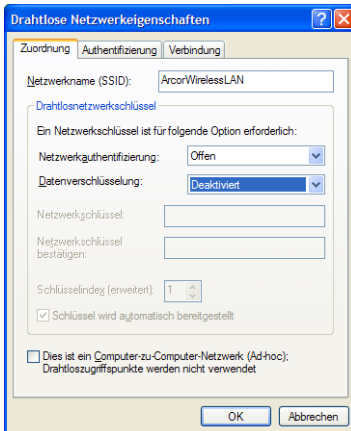 Drahtlose Netzwerkeigenschaften
Zuordnung Authentifizierung Verbindung
Netzwerkname (SSID): ArcorWirelessLAN
Drahtlosnetzwerkschlüssel
Ein Netzwerkschlüssel ist für folgende Option erforderlich:
Netzwerkauthentifizierung: Offen
Datenverschlüsselung: Deaktiviert
Netzwerkschlüssel:
Netzwerkschlüssel
bestätigen:
Schlüsselindex (erweitert): 1
Schlüssel wird automatisch bereitgestellt
Dies ist ein Computer-zu-Computer-Netzwerk (Ad-hoc);
Drahtloszugriffspunkte werden nicht verwendet
OK Abbrechen